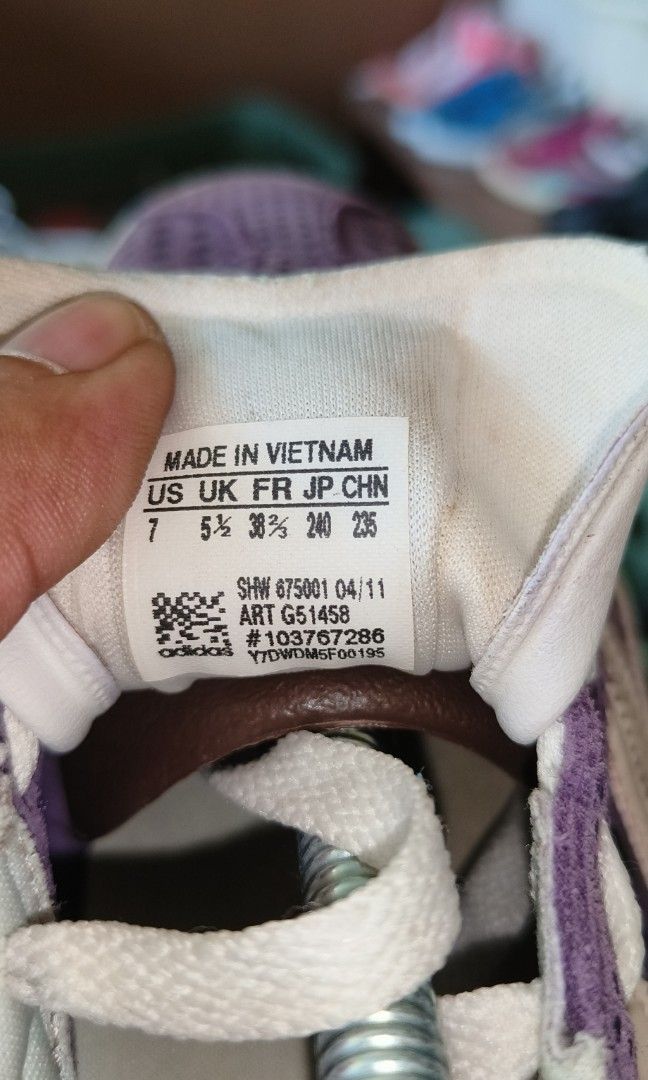 MADE IN VIETNAM
US UK FR JP CHN
7 5½ 38⅔ 240 235
SHW 675001 04/11
ART G51458
#103767286
adidas Y7DWDM5F00195